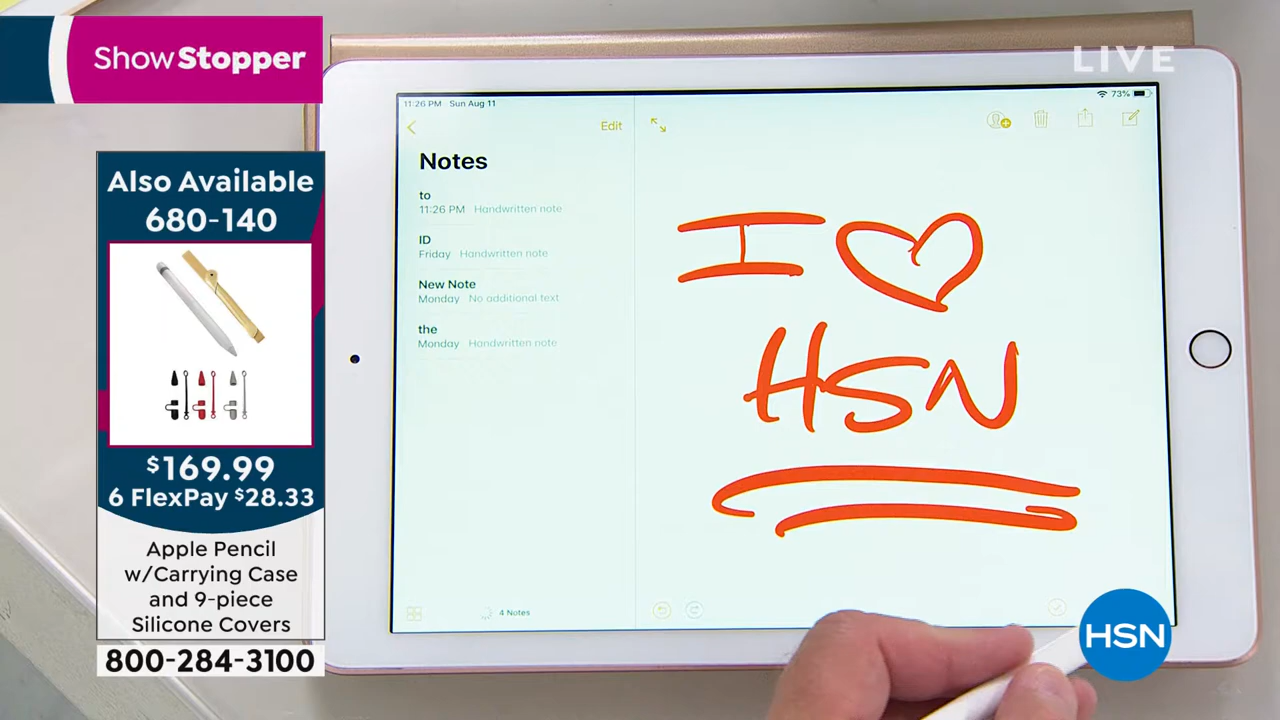 ShowStopper
LIVE
Also Available
680-140
$169.99
6 FlexPay $28.33
Apple Pencil
w/Carrying Case
and 9-piece
Silicone Covers
800-284-3100
11:26 PM Sun Aug 11
73%
Edit
Notes
to
11:26 PM Handwritten note
ID
Friday Handwritten note
New Note
Monday No additional text
the
Monday Handwritten note
4 Notes
I ♡
HSN
HSN